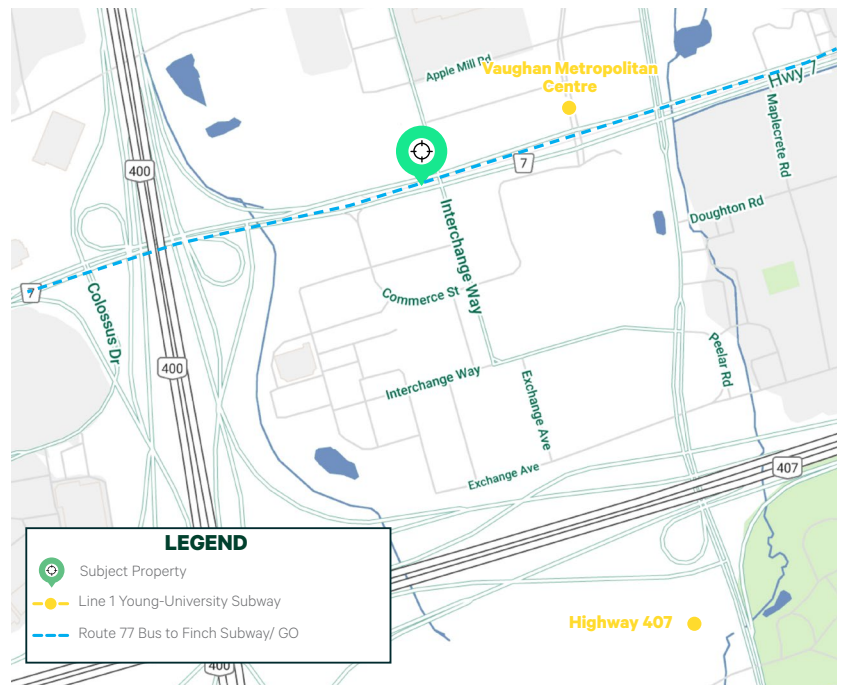 Apple Mill Rd
Vaughan Metropolitan
Centre
Hwy 7
Maplecrete Rd
400
7
Doughton Rd
Interchange Way
7
Colossus Dr
Commerce St
400
Peelar Rd
Interchange Way
Exchange Ave
Exchange Ave
407
LEGEND
Subject Property
Line 1 Young-University Subway
Route 77 Bus to Finch Subway/ GO
Highway 407
400